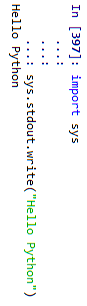 In [397]: import sys
...:
...:
...: sys.stdout.write("Hello Python")
Hello Python